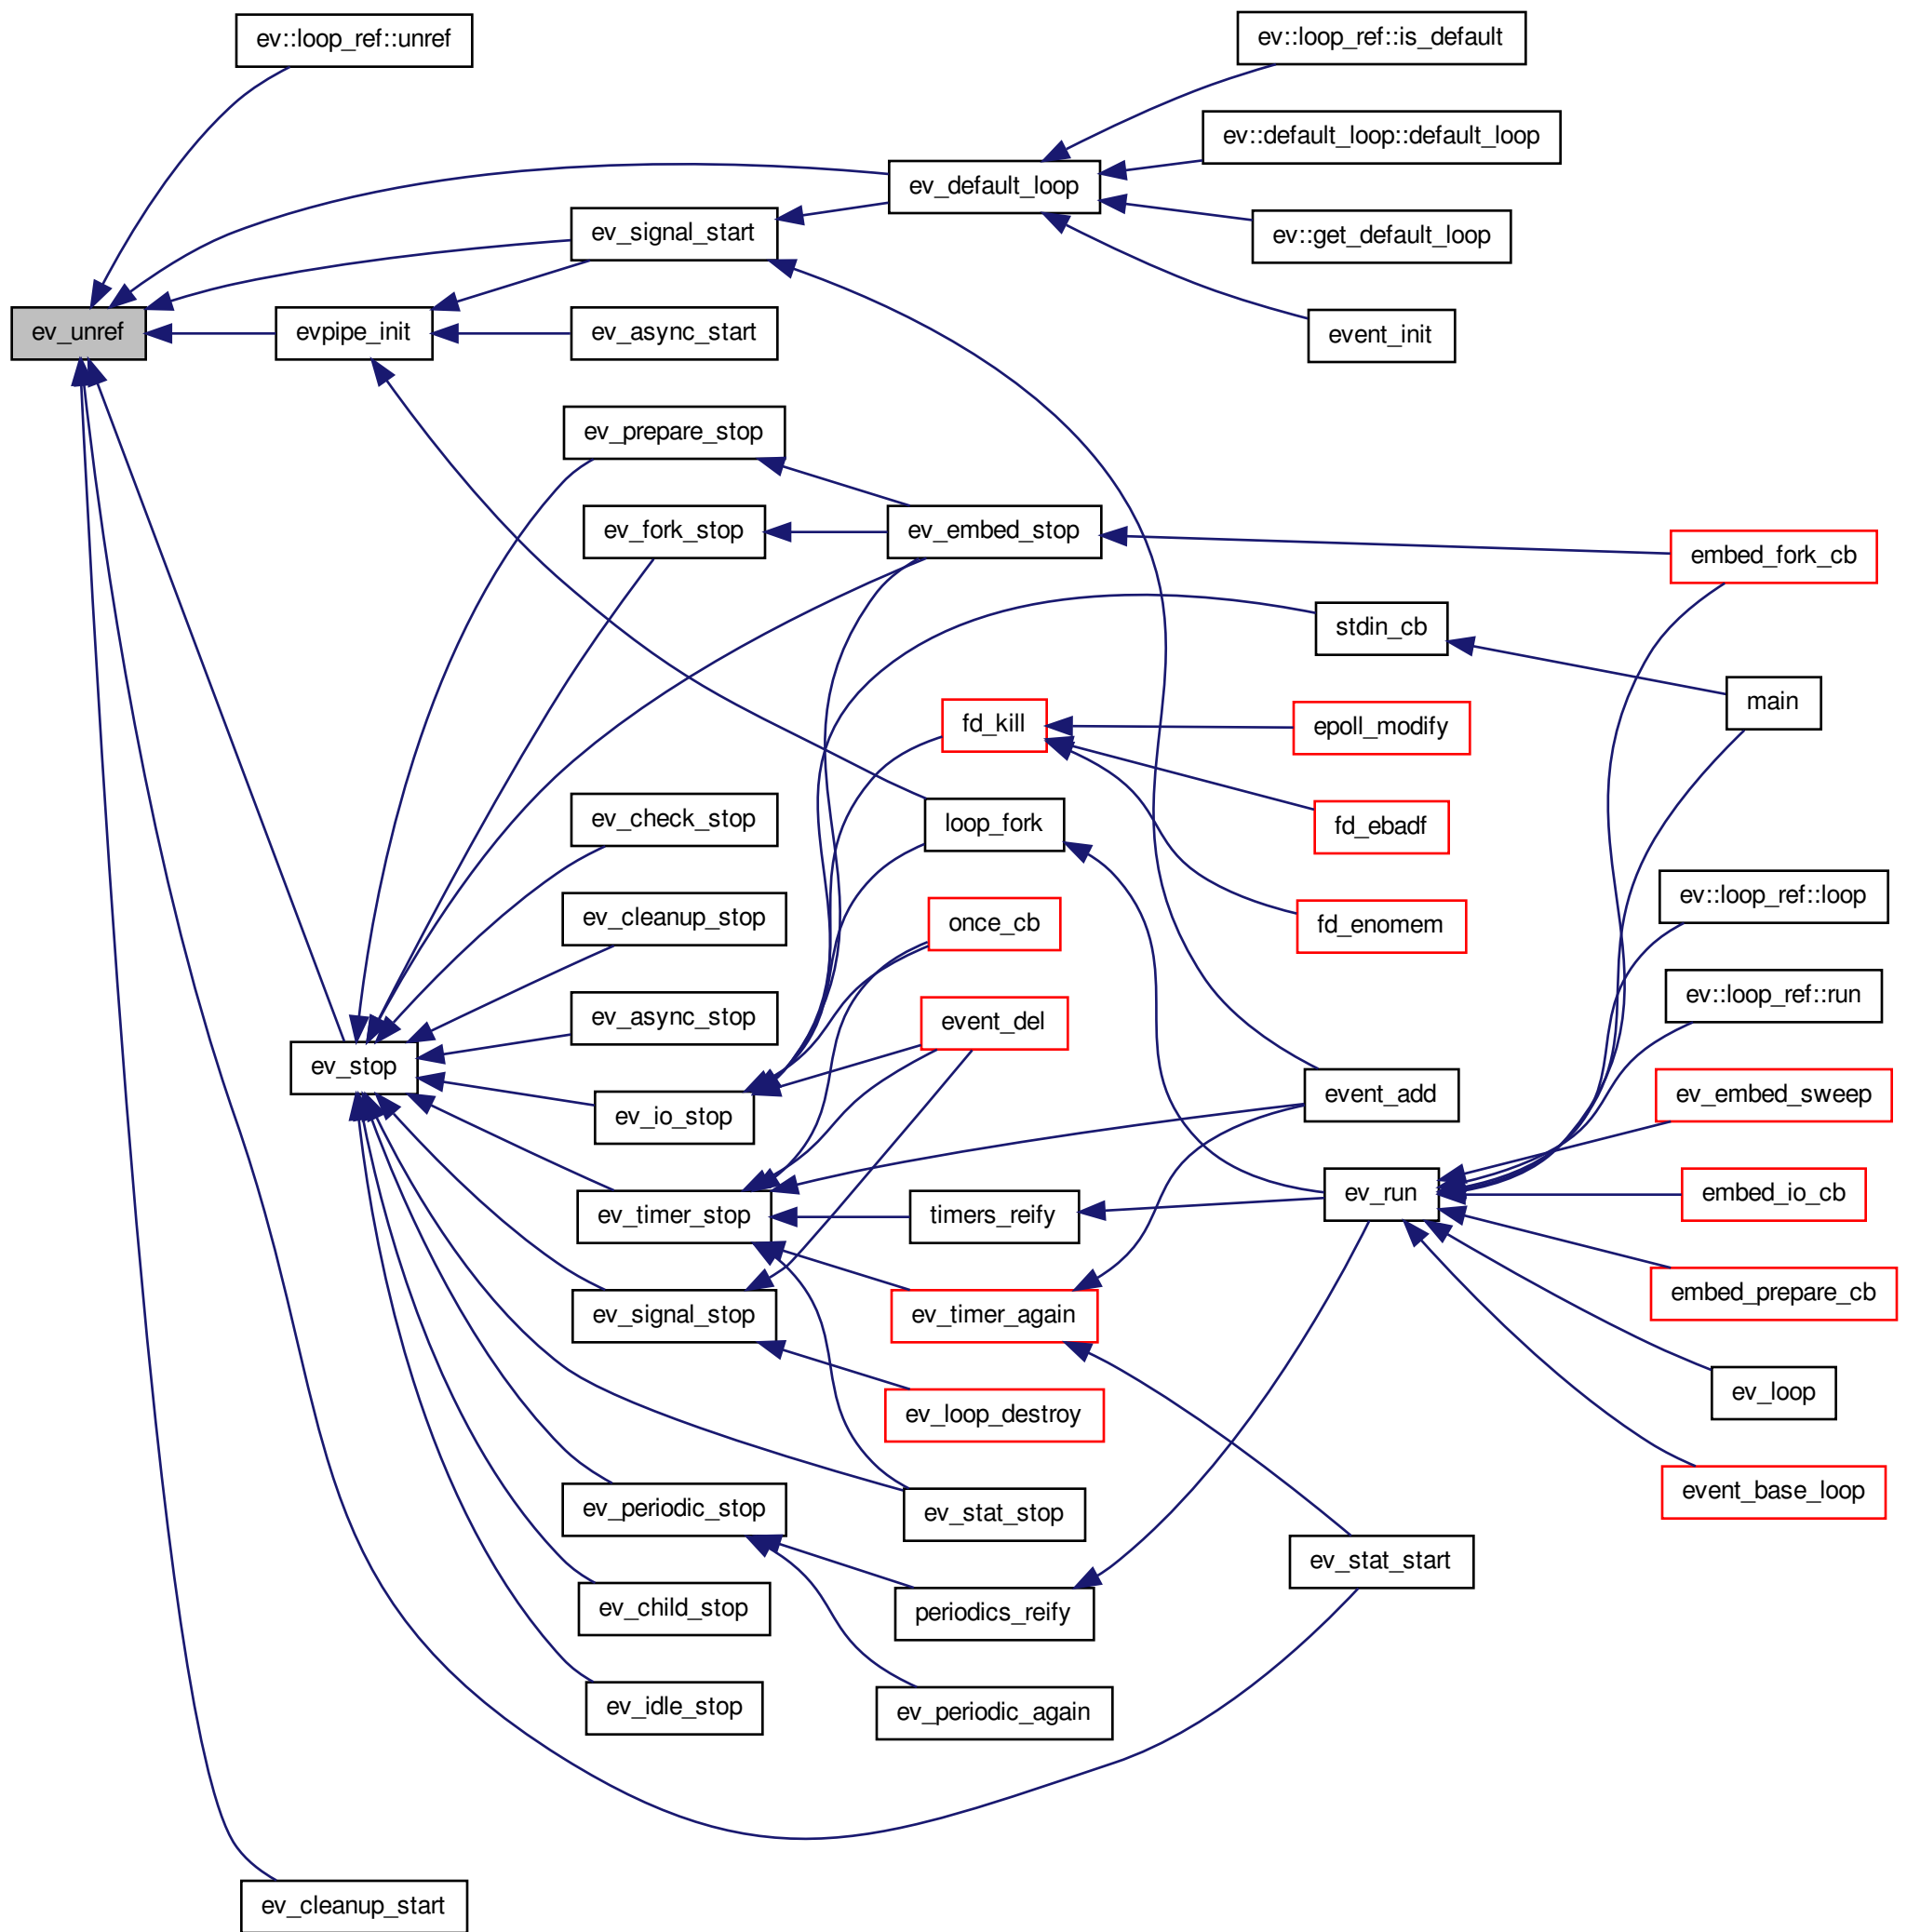 ev::loop_ref::unref
ev::loop_ref::is_default
ev::default_loop::default_loop
ev_default_loop
ev_signal_start
ev::get_default_loop
ev_unref
evpipe_init
ev_async_start
event_init
ev_prepare_stop
ev_fork_stop
ev_embed_stop
embed_fork_cb
stdin_cb
main
fd_kill
epoll_modify
ev_check_stop
loop_fork
fd_ebadf
ev::loop_ref::loop
ev_cleanup_stop
once_cb
fd_enomem
ev::loop_ref::run
ev_async_stop
event_del
ev_stop
ev_io_stop
event_add
ev_embed_sweep
ev_timer_stop
timers_reify
ev_run
embed_io_cb
embed_prepare_cb
ev_signal_stop
ev_timer_again
ev_loop
ev_loop_destroy
event_base_loop
ev_periodic_stop
ev_stat_stop
ev_stat_start
ev_child_stop
periodics_reify
ev_idle_stop
ev_periodic_again
ev_cleanup_start